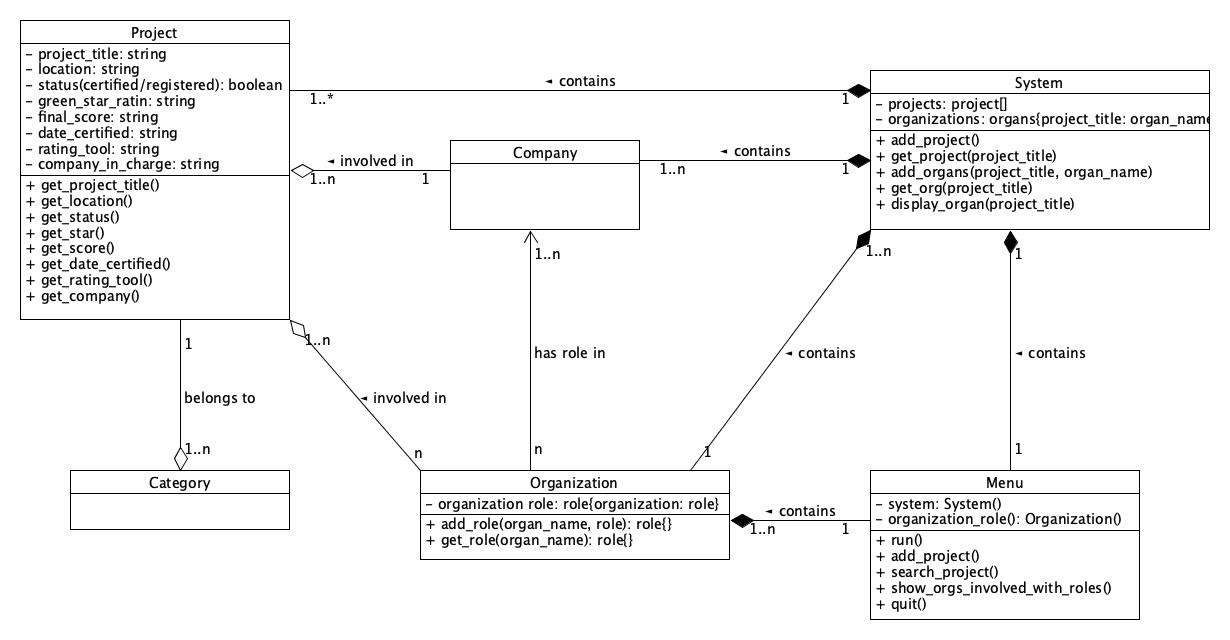 Project
– project_title: string
– location: string
– status(certified/registered): boolean
– green_star_ratin: string
– final_score: string
– date_certified: string
– rating_tool: string
– company_in_charge: string
+ get_project_title()
+ get_location()
+ get_status()
+ get_star()
+ get_score()
+ get_date_certified()
+ get_rating_tool()
+ get_company()
◄ contains
1..*
1
System
– projects: project[]
– organizations: organs{project_title: organ_name
+ add_project()
+ get_project(project_title)
+ add_organs(project_title, organ_name)
+ get_org(project_title)
+ display_organ(project_title)
Company
◄ involved in
1..n
1
◄ contains
1..n
1
1..n
has role in
n
1..n
◄ contains
1
1
◄ contains
1
1..n
◄ involved in
n
1
belongs to
1..n
Category
Organization
– organization role: role{organization: role}
+ add_role(organ_name, role): role{}
+ get_role(organ_name): role{}
◄ contains
1..n
1
Menu
– system: System()
– organization_role(): Organization()
+ run()
+ add_project()
+ search_project()
+ show_orgs_involved_with_roles()
+ quit()